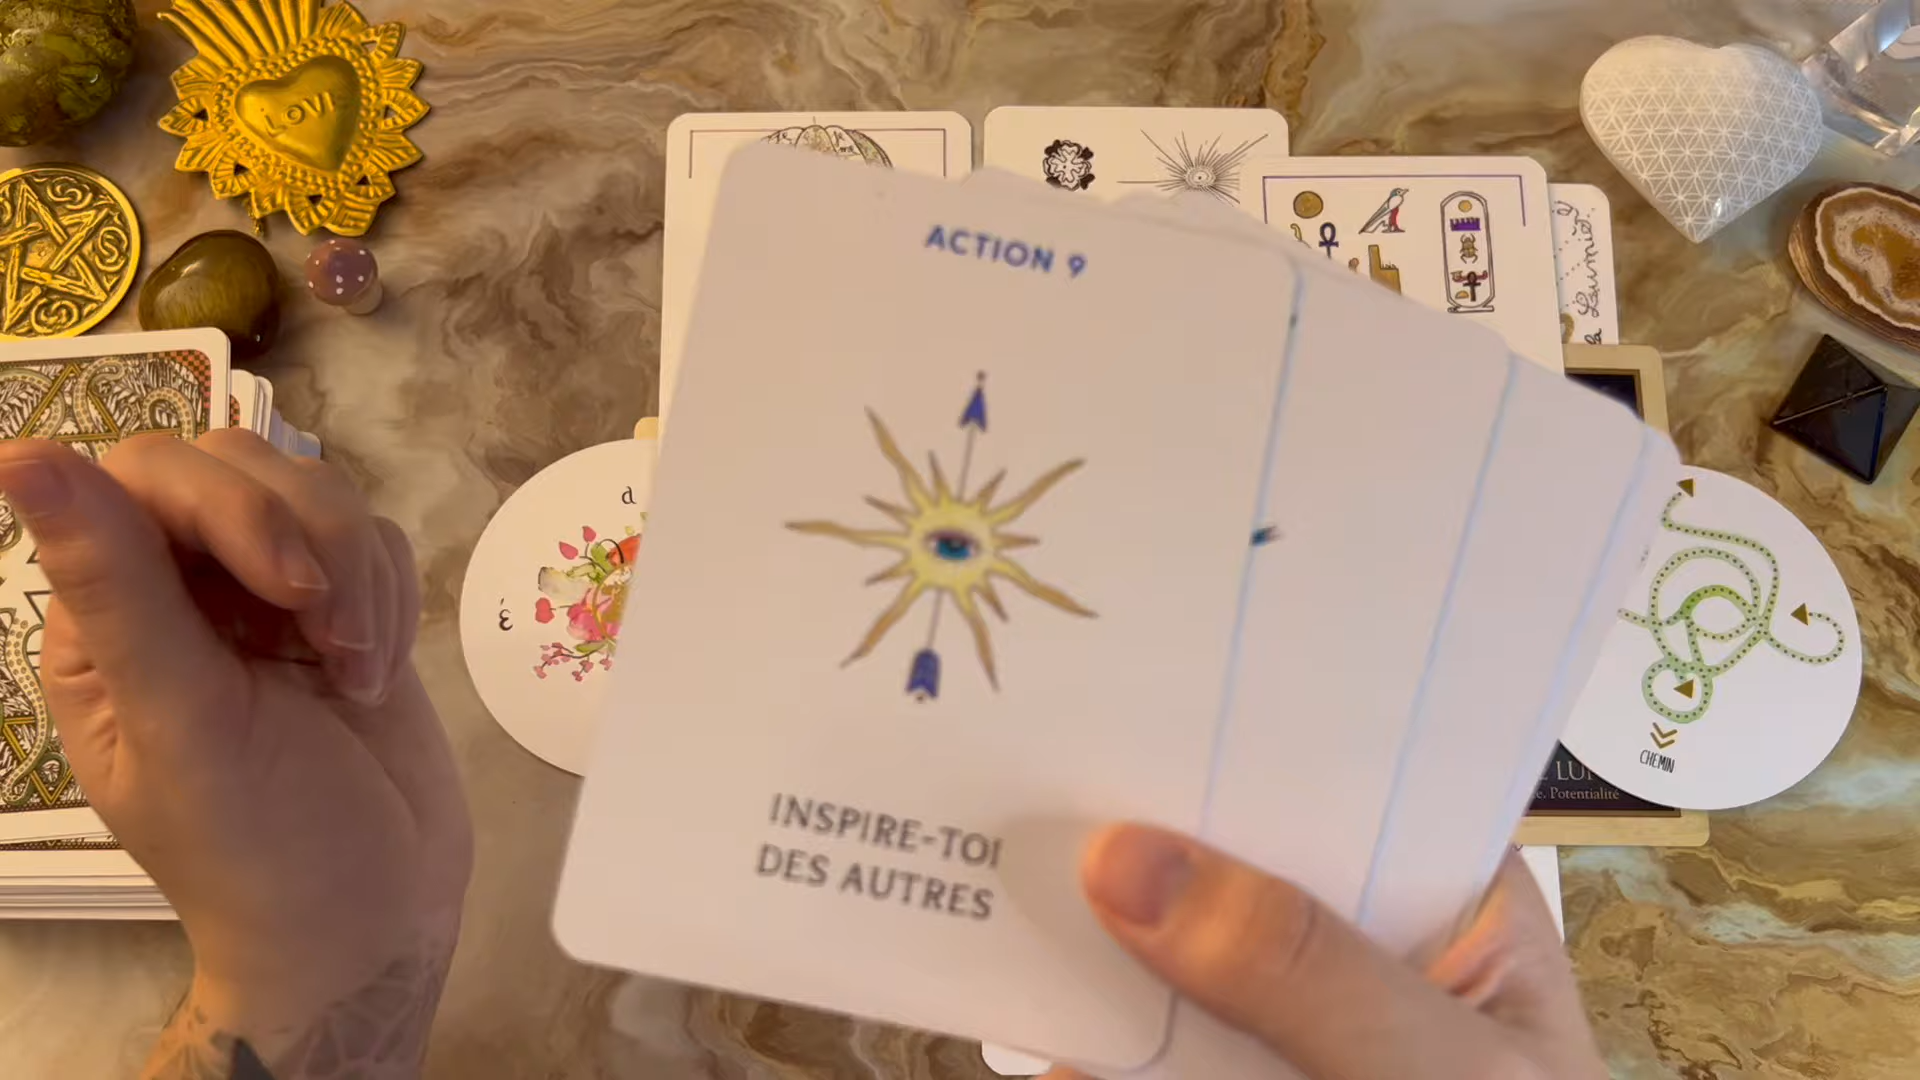 LOVE
ACTION 9
INSPIRE-TOI
DES AUTRES
d
É
CHEMIN
e. Potentialité